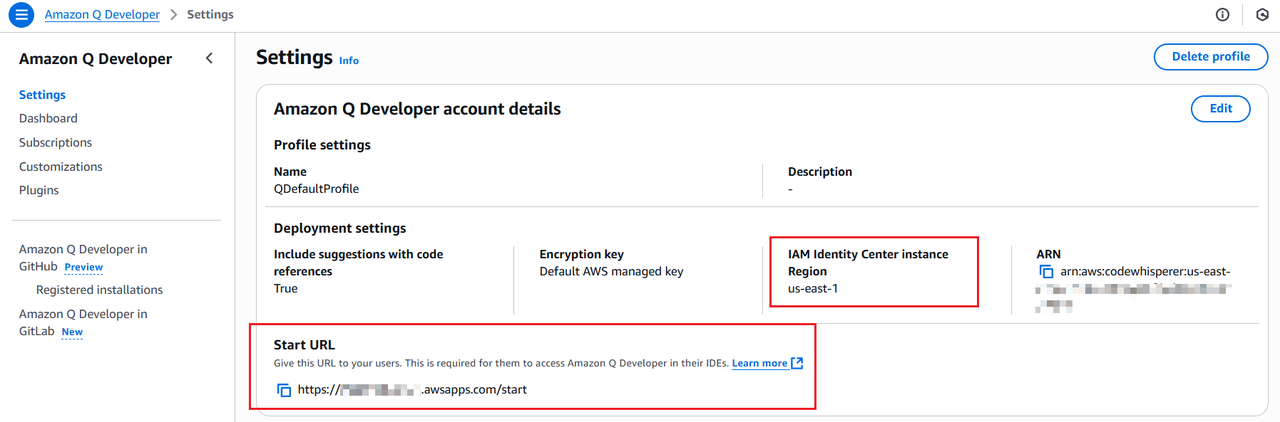 Amazon Q Developer > Settings
Amazon Q Developer
Settings
Dashboard
Subscriptions
Customizations
Plugins
Amazon Q Developer in
GitHub Preview
Registered installations
Amazon Q Developer in
GitLab New
Settings Info
Delete profile
Amazon Q Developer account details
Edit
Profile settings
Name
QDefaultProfile
Description
-
Deployment settings
Include suggestions with code
references
True
Encryption key
Default AWS managed key
IAM Identity Center instance
Region
us-east-1
ARN
arn:aws:codewhisperer:us-east-
Start URL
Give this URL to your users. This is required for them to access Amazon Q Developer in their IDEs. Learn more
https:// .awsapps.com/start